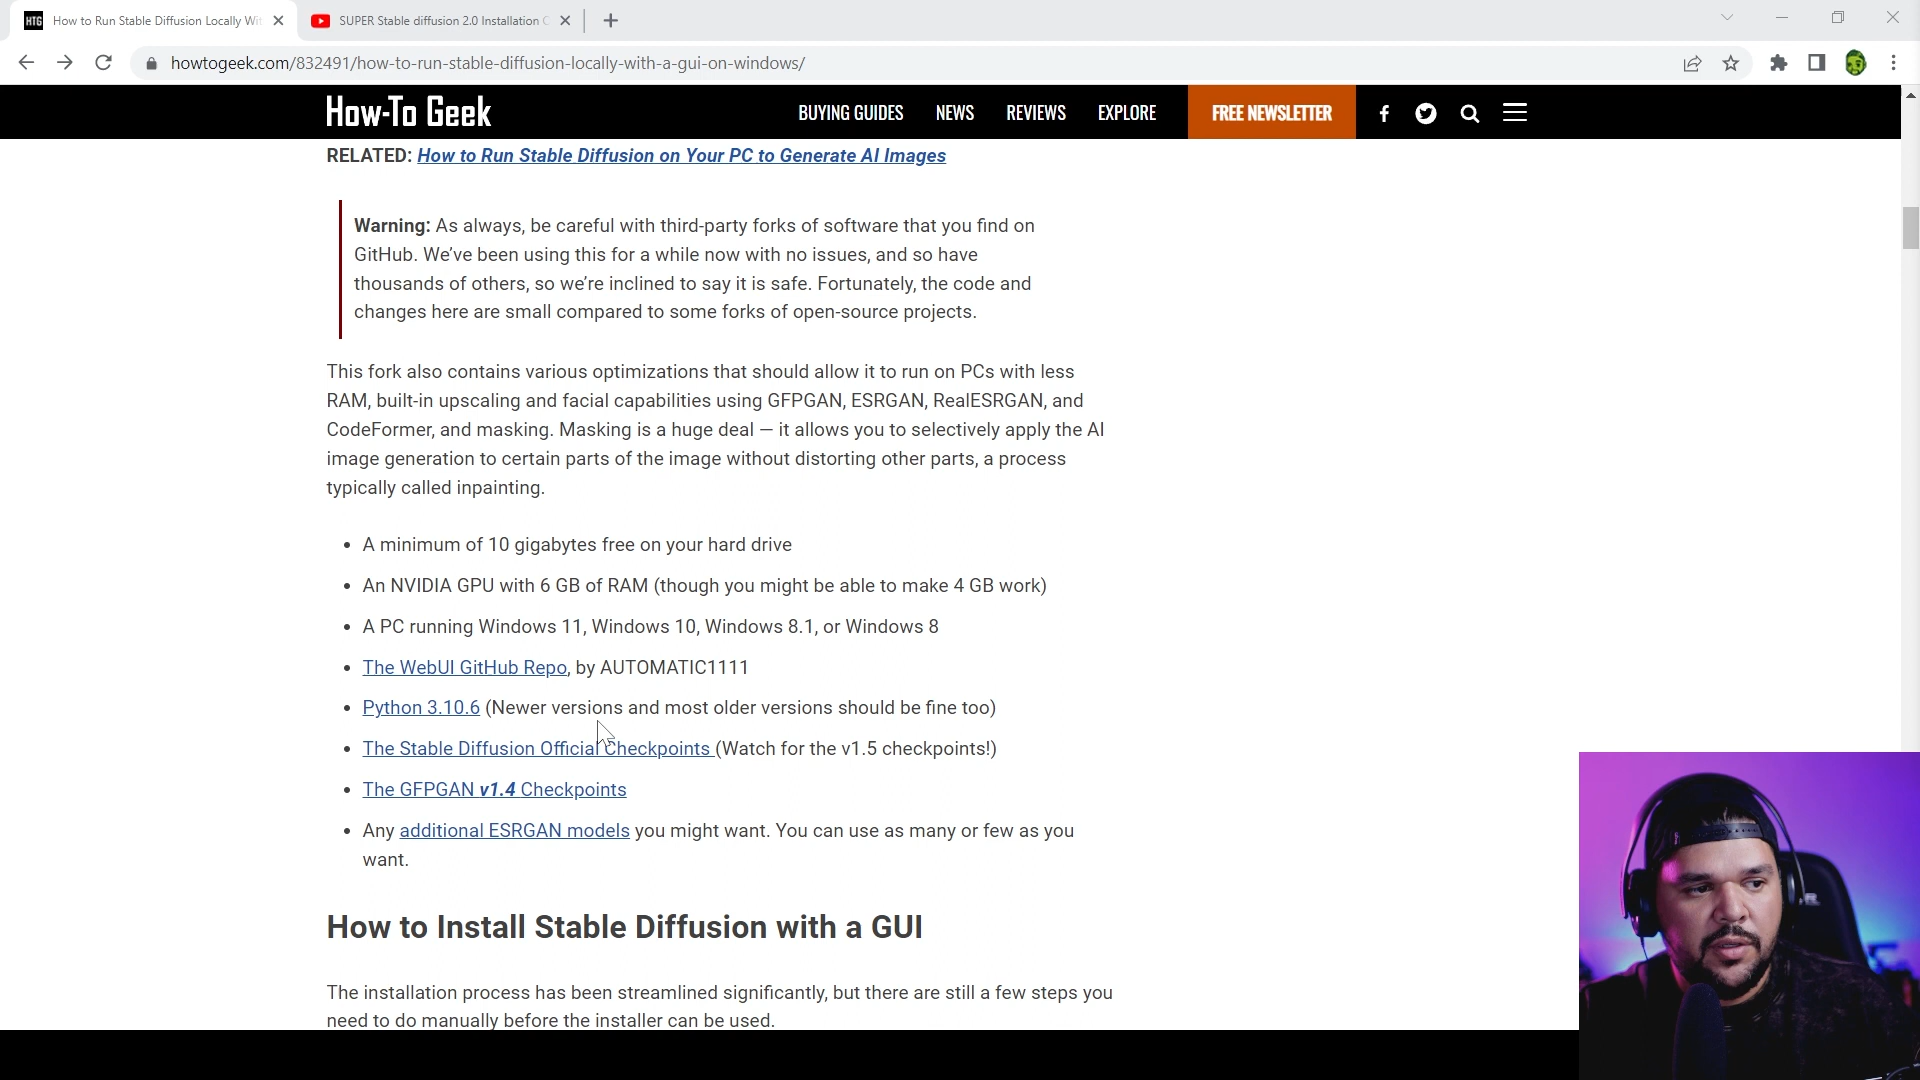 HTG How to Run Stable Diffusion Locally Wit
SUPER Stable diffusion 2.0 Installation
howtogeek.com/832491/how-to-run-stable-diffusion-locally-with-a-gui-on-windows/
How-To Geek
BUYING GUIDES NEWS REVIEWS EXPLORE FREE NEWSLETTER
RELATED: How to Run Stable Diffusion on Your PC to Generate AI Images
Warning: As always, be careful with third-party forks of software that you find on
GitHub. We’ve been using this for a while now with no issues, and so have
thousands of others, so we’re inclined to say it is safe. Fortunately, the code and
changes here are small compared to some forks of open-source projects.
This fork also contains various optimizations that should allow it to run on PCs with less
RAM, built-in upscaling and facial capabilities using GFPGAN, ESRGAN, RealESRGAN, and
CodeFormer, and masking. Masking is a huge deal — it allows you to selectively apply the AI
image generation to certain parts of the image without distorting other parts, a process
typically called inpainting.
• A minimum of 10 gigabytes free on your hard drive
• An NVIDIA GPU with 6 GB of RAM (though you might be able to make 4 GB work)
• A PC running Windows 11, Windows 10, Windows 8.1, or Windows 8
• The WebUI GitHub Repo, by AUTOMATIC1111
• Python 3.10.6 (Newer versions and most older versions should be fine too)
• The Stable Diffusion Official Checkpoints (Watch for the v1.5 checkpoints!)
• The GFPGAN v1.4 Checkpoints
• Any additional ESRGAN models you might want. You can use as many or few as you
want.
How to Install Stable Diffusion with a GUI
The installation process has been streamlined significantly, but there are still a few steps you
need to do manually before the installer can be used.